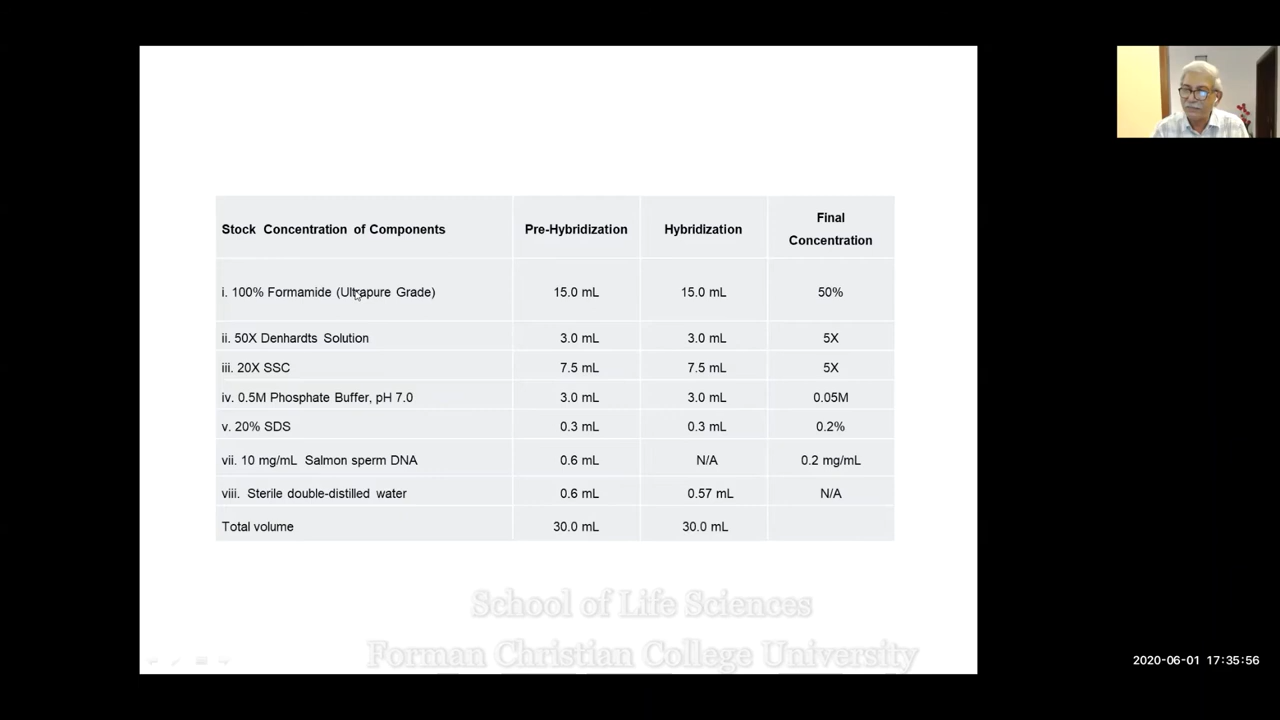 Stock Concentration of Components Pre-Hybridization Hybridization Final Concentration
i. 100% Formamide (Ultrapure Grade) 15.0 mL 15.0 mL 50%
ii. 50X Denhardts Solution 3.0 mL 3.0 mL 5X
iii. 20X SSC 7.5 mL 7.5 mL 5X
iv. 0.5M Phosphate Buffer, pH 7.0 3.0 mL 3.0 mL 0.05M
v. 20% SDS 0.3 mL 0.3 mL 0.2%
vii. 10 mg/mL Salmon sperm DNA 0.6 mL N/A 0.2 mg/mL
viii. Sterile double-distilled water 0.6 mL 0.57 mL N/A
Total volume 30.0 mL 30.0 mL
School of Life Sciences
Forman Christian College University
2020-06-01 17:35:56